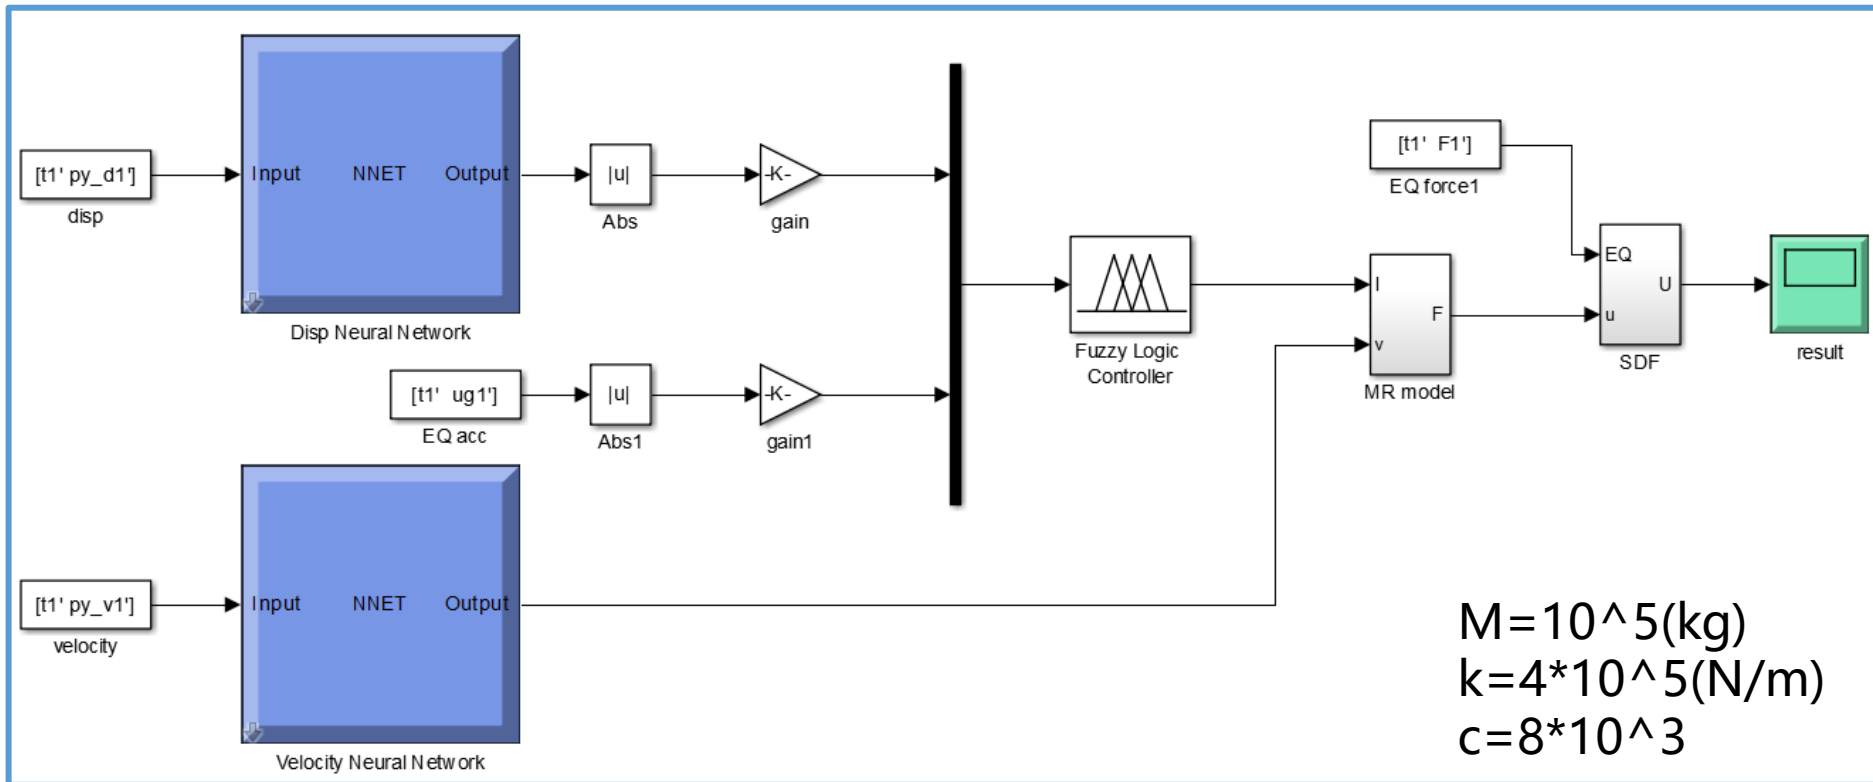 [t1' py_d1']
disp
Input NNET Output
Disp Neural Network
|u|
Abs
-K-
gain
[t1' ug1']
EQ acc
|u|
Abs1
-K-
gain1
[t1' py_v1']
velocity
Input NNET Output
Velocity Neural Network
Fuzzy Logic
Controller
[t1' F1']
EQ force1
I
v
F
MR model
EQ
u
U
SDF
result
M=10^5(kg)
k=4*10^5(N/m)
c=8*10^3